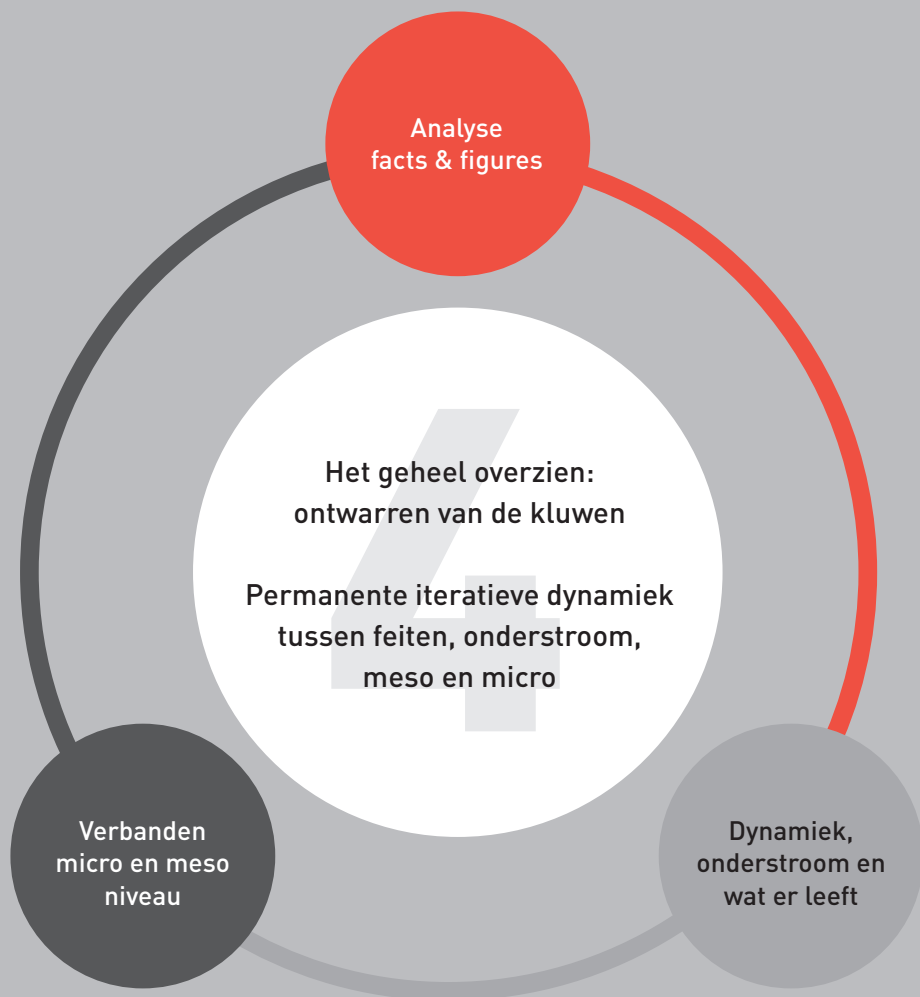 Analyse
facts & figures
4
Het geheel overzien:
ontwarren van de kluwen
Permanente iteratieve dynamiek
tussen feiten, onderstroom,
meso en micro
Verbanden
micro en meso
niveau
Dynamiek,
onderstroom en
wat er leeft